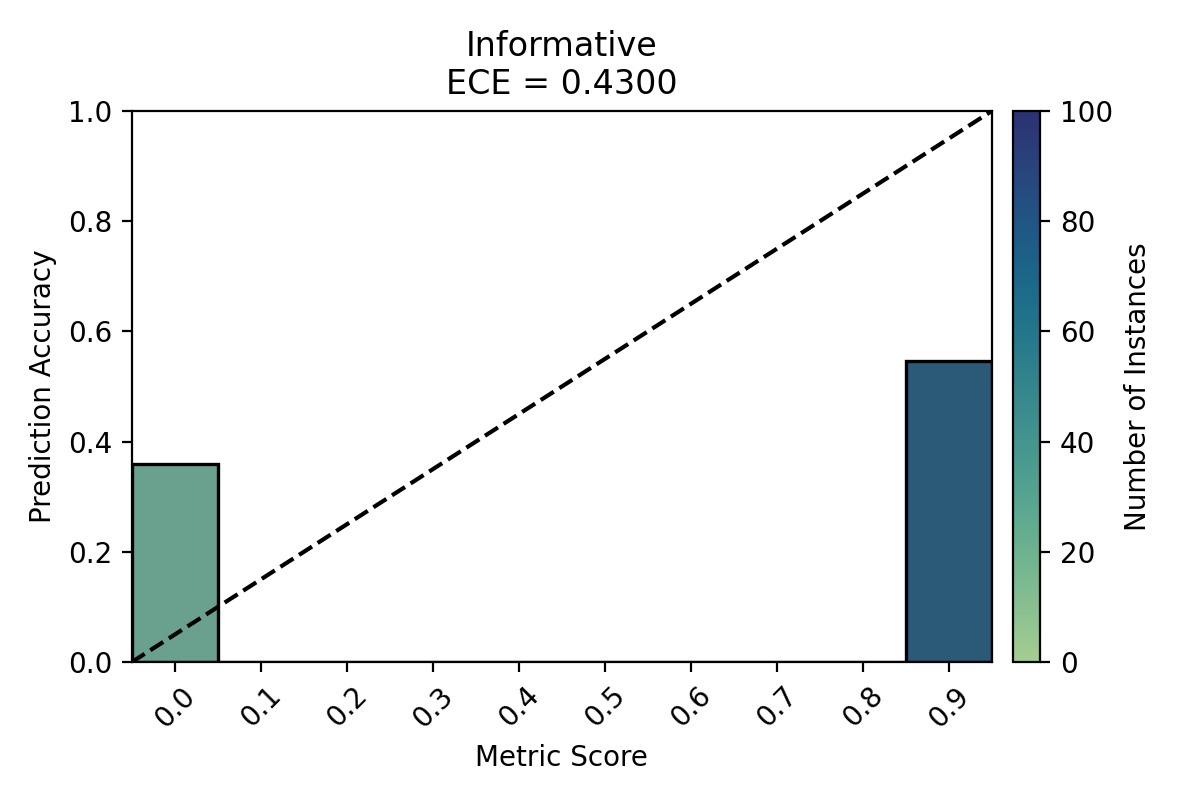 Informative
ECE = 0.4300
1.0
0.8
0.6
0.4
0.2
0.0
Prediction Accuracy
0.0 0.1 0.2 0.3 0.4 0.5 0.6 0.7 0.8 0.9
Metric Score
100
80
60
40
20
0
Number of Instances